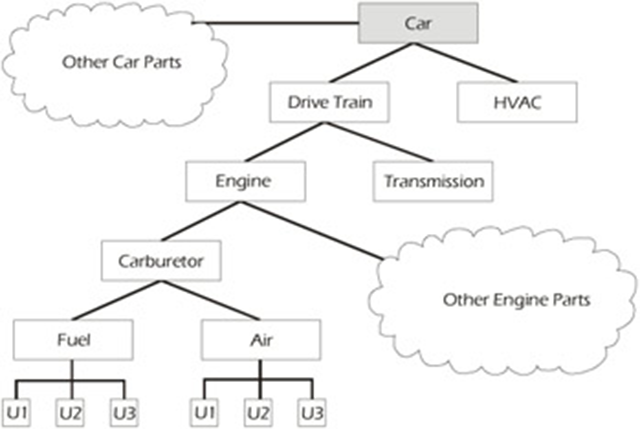 Car
Other Car Parts
Drive Train
HVAC
Engine
Transmission
Carburetor
Other Engine Parts
Fuel
Air
U1
U2
U3
U1
U2
U3